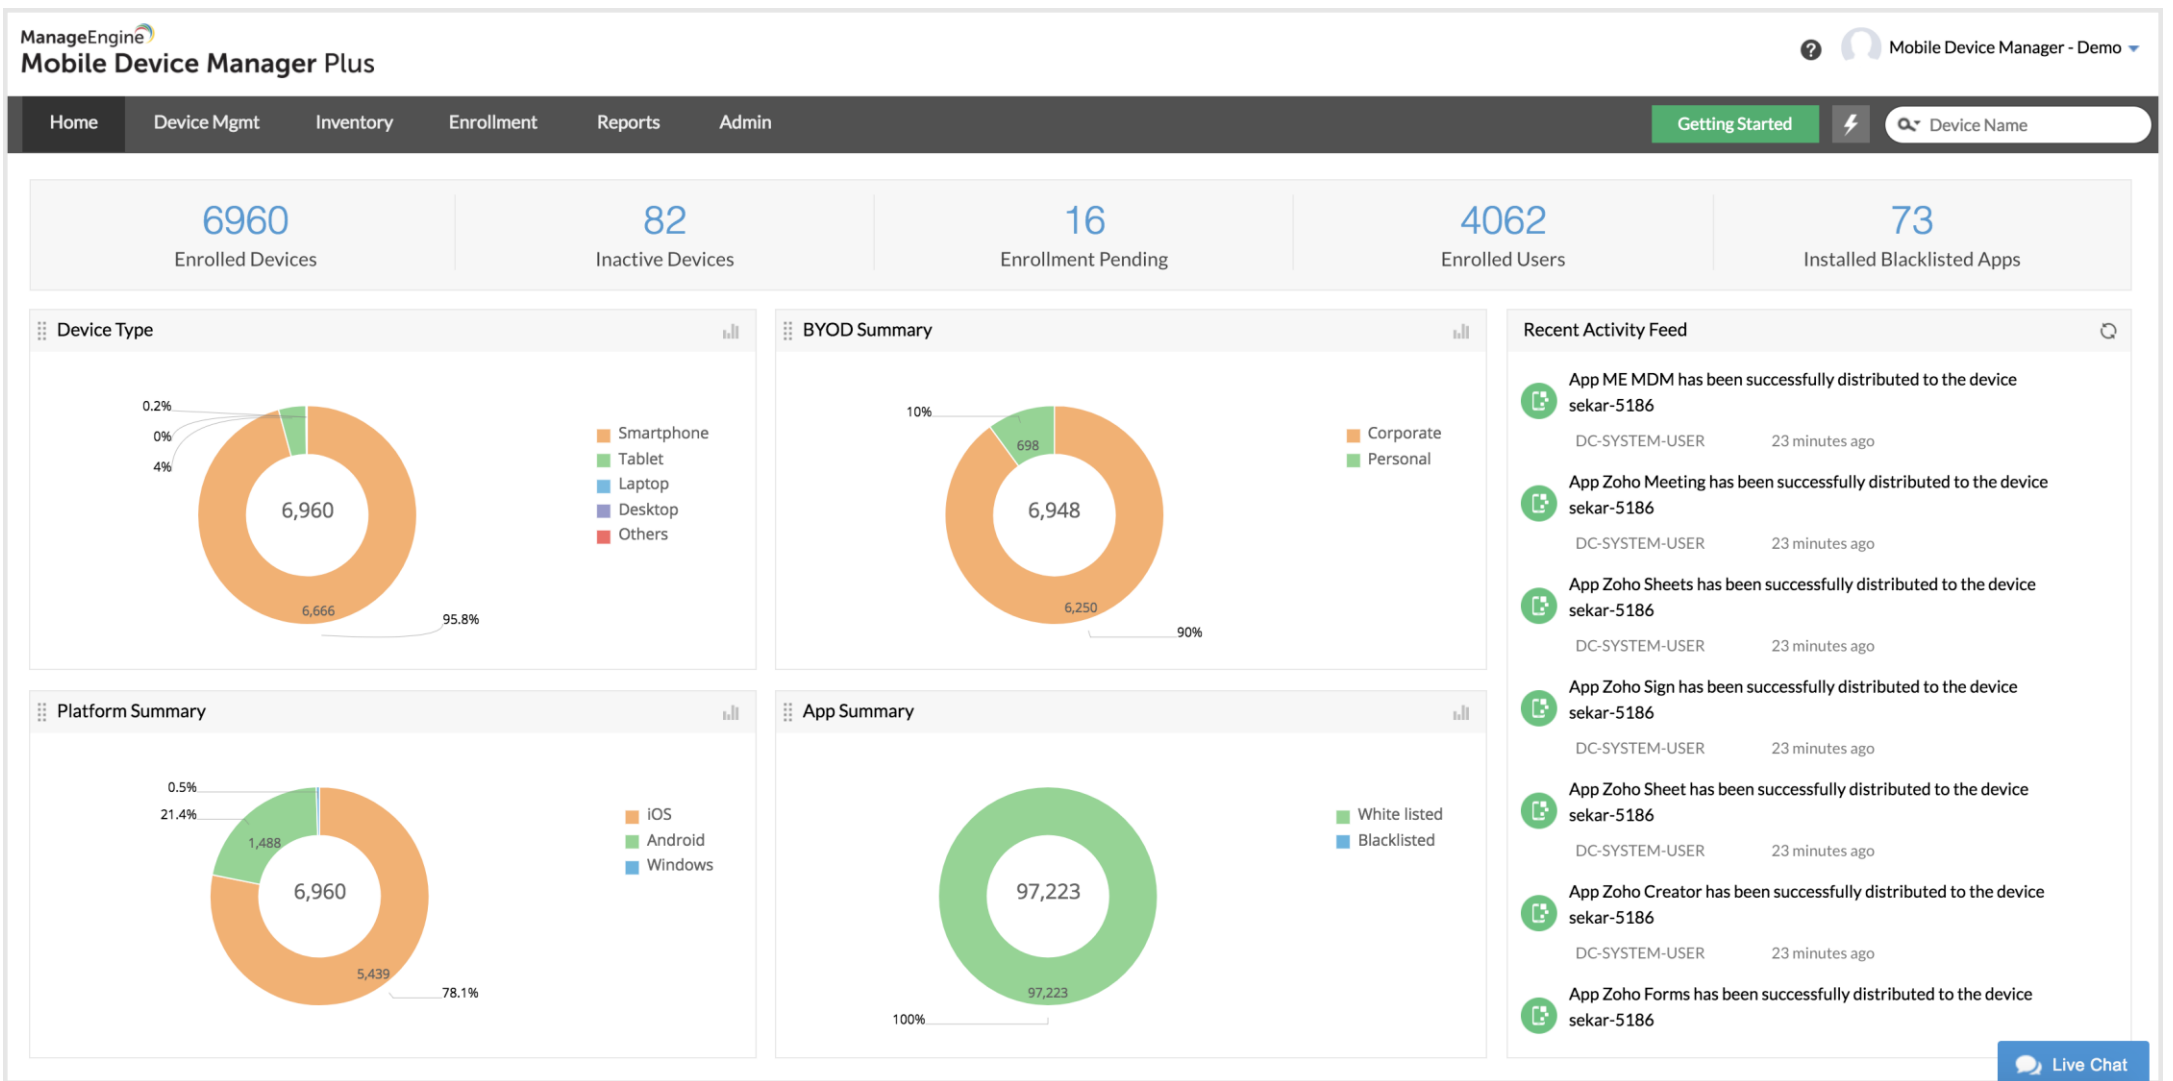 ManageEngine
Mobile Device Manager Plus
Mobile Device Manager - Demo
Home
Device Mgmt
Inventory
Enrollment
Reports
Admin
Getting Started
Device Name
6960
Enrolled Devices
82
Inactive Devices
16
Enrollment Pending
4062
Enrolled Users
73
Installed Blacklisted Apps
Device Type
0.2%
0%
4%
6,960
6,666
95.8%
Smartphone
Tablet
Laptop
Desktop
Others
BYOD Summary
10%
698
6,948
6,250
90%
Corporate
Personal
Platform Summary
0.5%
21.4%
1,488
6,960
5,439
78.1%
iOS
Android
Windows
App Summary
97,223
97,223
100%
White listed
Blacklisted
Recent Activity Feed
App ME MDM has been successfully distributed to the device
sekar-5186
DC-SYSTEM-USER 23 minutes ago
App Zoho Meeting has been successfully distributed to the device
sekar-5186
DC-SYSTEM-USER 23 minutes ago
App Zoho Sheets has been successfully distributed to the device
sekar-5186
DC-SYSTEM-USER 23 minutes ago
App Zoho Sign has been successfully distributed to the device
sekar-5186
DC-SYSTEM-USER 23 minutes ago
App Zoho Sheet has been successfully distributed to the device
sekar-5186
DC-SYSTEM-USER 23 minutes ago
App Zoho Creator has been successfully distributed to the device
sekar-5186
DC-SYSTEM-USER 23 minutes ago
App Zoho Forms has been successfully distributed to the device
sekar-5186
Live Chat